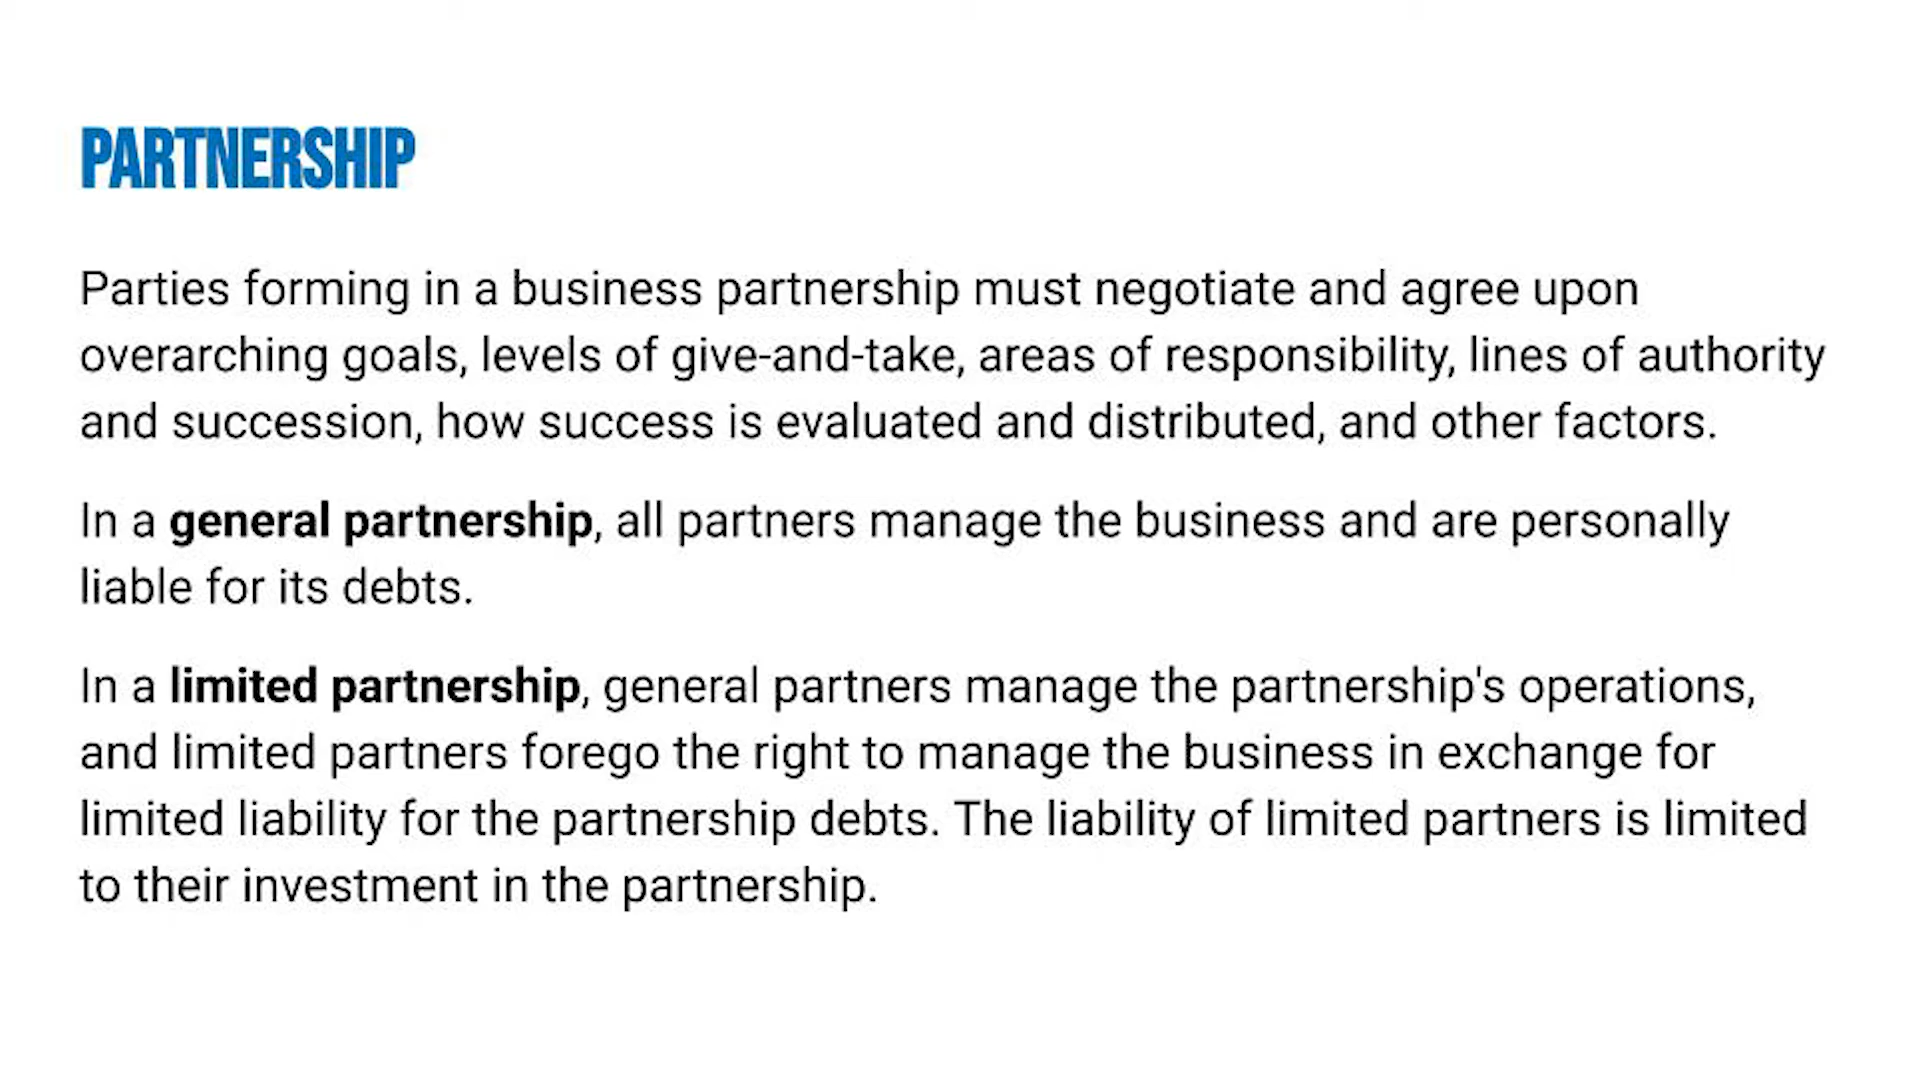 PARTNERSHIP
Parties forming in a business partnership must negotiate and agree upon
overarching goals, levels of give-and-take, areas of responsibility, lines of authority
and succession, how success is evaluated and distributed, and other factors.
In a general partnership, all partners manage the business and are personally
liable for its debts.
In a limited partnership, general partners manage the partnership's operations,
and limited partners forego the right to manage the business in exchange for
limited liability for the partnership debts. The liability of limited partners is limited
to their investment in the partnership.